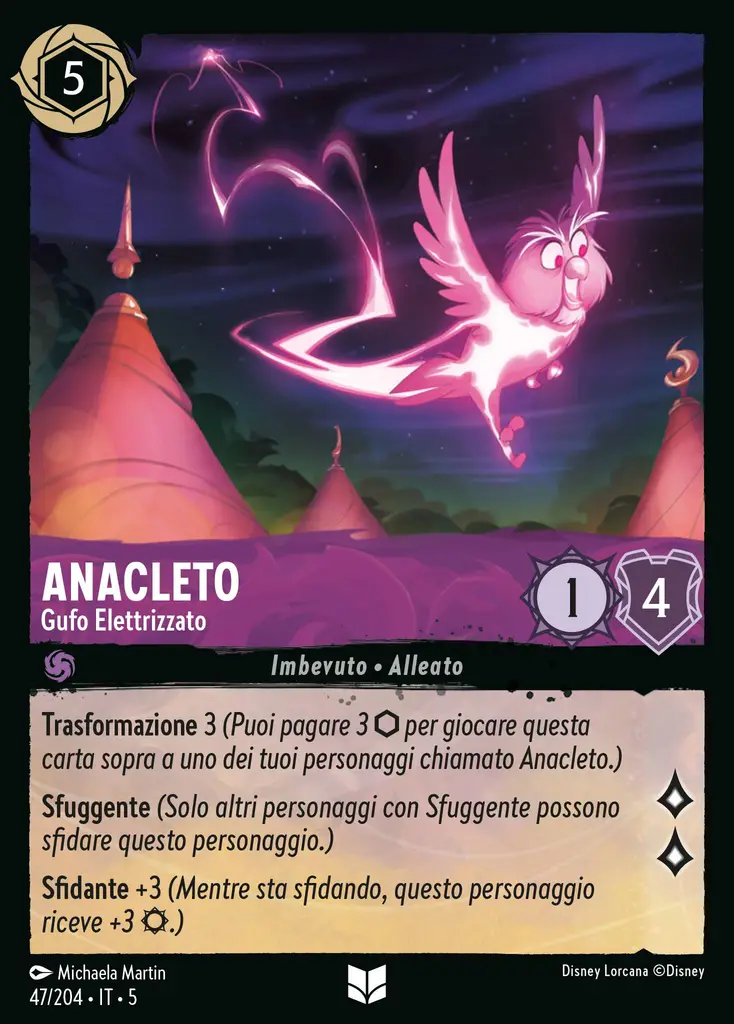 5
ANACLETO
Gufo Elettrizzato
1
4
Imbevuto • Alleato
Trasformazione 3 (Puoi pagare 3 ⬡ per giocare questa
carta sopra a uno dei tuoi personaggi chiamato Anacleto.)
Sfuggente (Solo altri personaggi con Sfuggente possono
sfidare questo personaggio.)
Sfidante +3 (Mentre sta sfidando, questo personaggio
riceve +3 ¤.)
Michaela Martin
47/204 • IT • 5
Disney Lorcana ©Disney